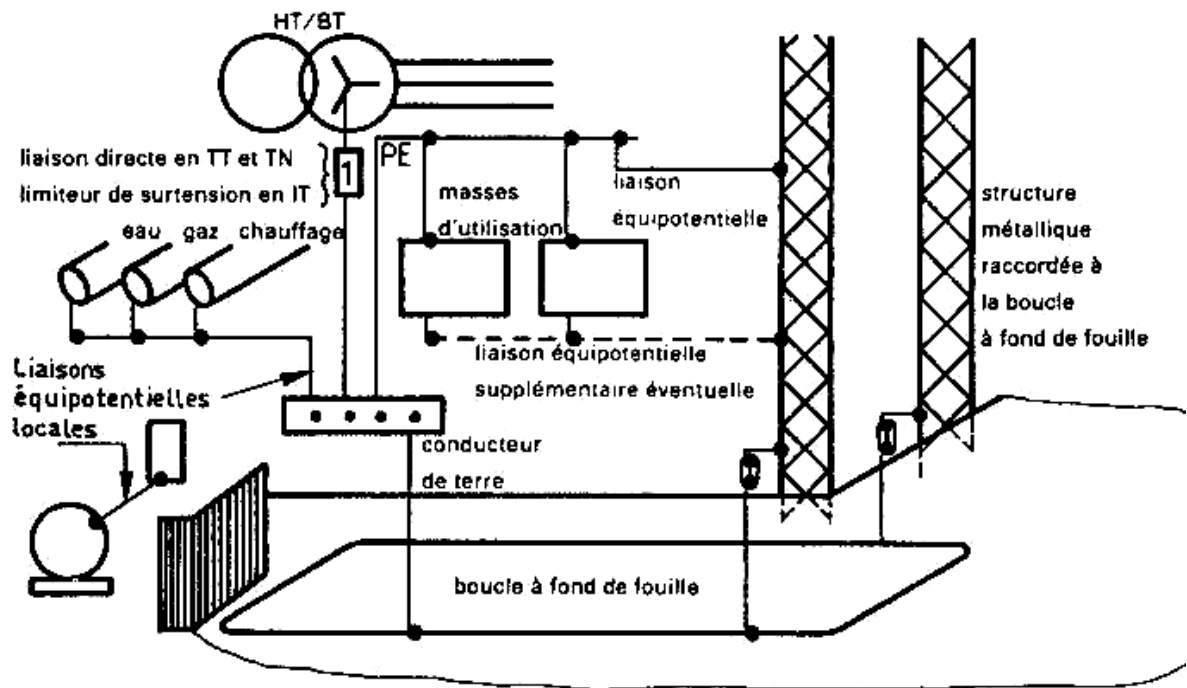 HT/BT
liaison directe en TT et TN
limiteur de surtension en IT
1
PE
masses
d'utilisation
liaison
équipotentielle
structure
métallique
raccordée à
la boucle
à fond de fouille
eau gaz chauffage
liaison équipotentielle
supplémentaire éventuelle
Liaisons
équipotentielles
locales
conducteur
de terre
boucle à fond de fouille